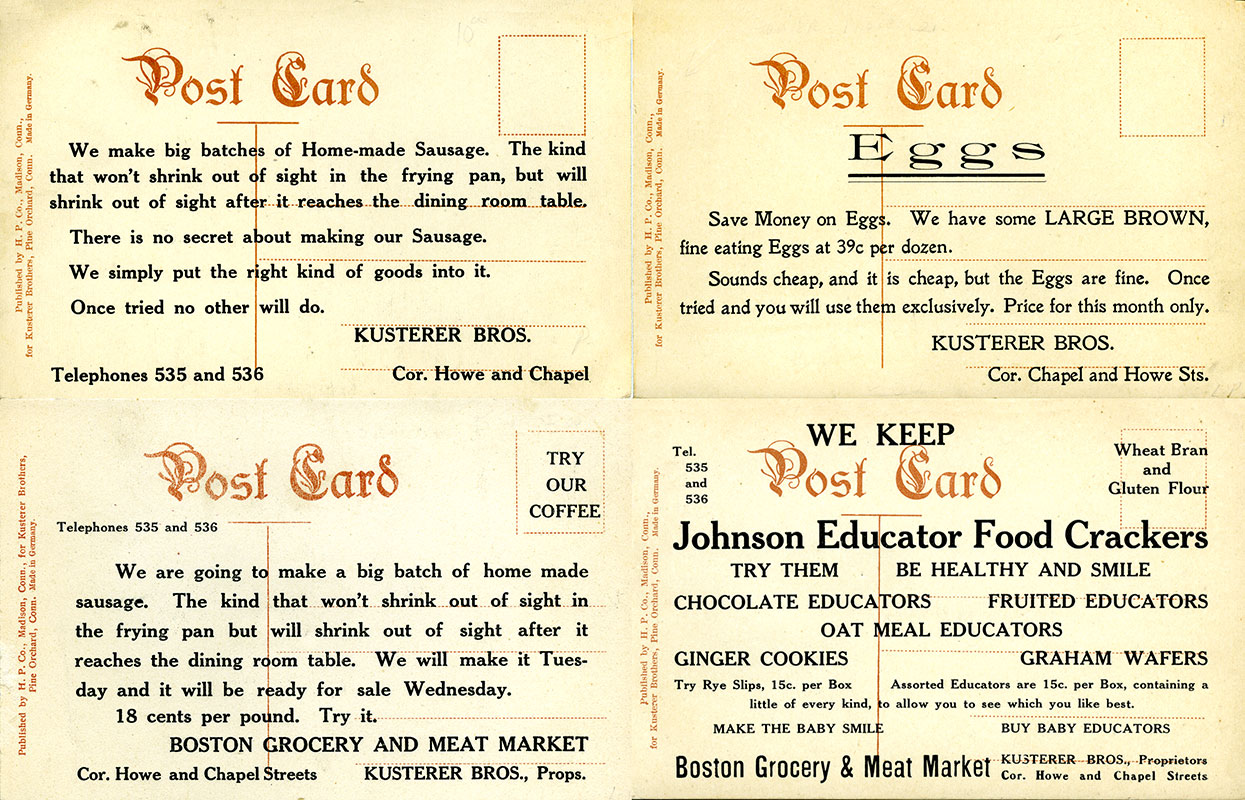 Post Card
Published by H. P. Co., Madison, Conn.,
for Kusterer Brothers, Pine Orchard, Conn. Made in Germany.
We make big batches of Home-made Sausage. The kind
that won't shrink out of sight in the frying pan, but will
shrink out of sight after it reaches the dining room table.
There is no secret about making our Sausage.
We simply put the right kind of goods into it.
Once tried no other will do.
KUSTERER BROS.
Telephones 535 and 536 Cor. Howe and Chapel
Post Card
Published by H. P. Co., Madison, Conn.,
for Kusterer Brothers, Pine Orchard, Conn. Made in Germany.
Eggs
Save Money on Eggs. We have some LARGE BROWN,
fine eating Eggs at 39c per dozen.
Sounds cheap, and it is cheap, but the Eggs are fine. Once
tried and you will use them exclusively. Price for this month only.
KUSTERER BROS.
Cor. Chapel and Howe Sts.
Post Card
TRY
OUR
COFFEE
Published by H. P. Co., Madison, Conn., for Kusterer Brothers,
Pine Orchard, Conn. Made in Germany.
Telephones 535 and 536
We are going to make a big batch of home made
sausage. The kind that won't shrink out of sight in
the frying pan but will shrink out of sight after it
reaches the dining room table. We will make it Tues-
day and it will be ready for sale Wednesday.
18 cents per pound. Try it.
BOSTON GROCERY AND MEAT MARKET
Cor. Howe and Chapel Streets KUSTERER BROS., Props.
WE KEEP
Tel.
535
and
536
Post Card
Wheat Bran
and
Gluten Flour
Published by H. P. Co., Madison, Conn.,
for Kusterer Brothers, Pine Orchard, Conn. Made in Germany.
Johnson Educator Food Crackers
TRY THEM BE HEALTHY AND SMILE
CHOCOLATE EDUCATORS FRUITED EDUCATORS
OAT MEAL EDUCATORS
GINGER COOKIES GRAHAM WAFERS
Try Rye Slips, 15c. per Box Assorted Educators are 15c. per Box, containing a
little of every kind, to allow you to see which you like best.
MAKE THE BABY SMILE BUY BABY EDUCATORS
Boston Grocery & Meat Market KUSTERER BROS., Proprietors
Cor. Howe and Chapel Streets